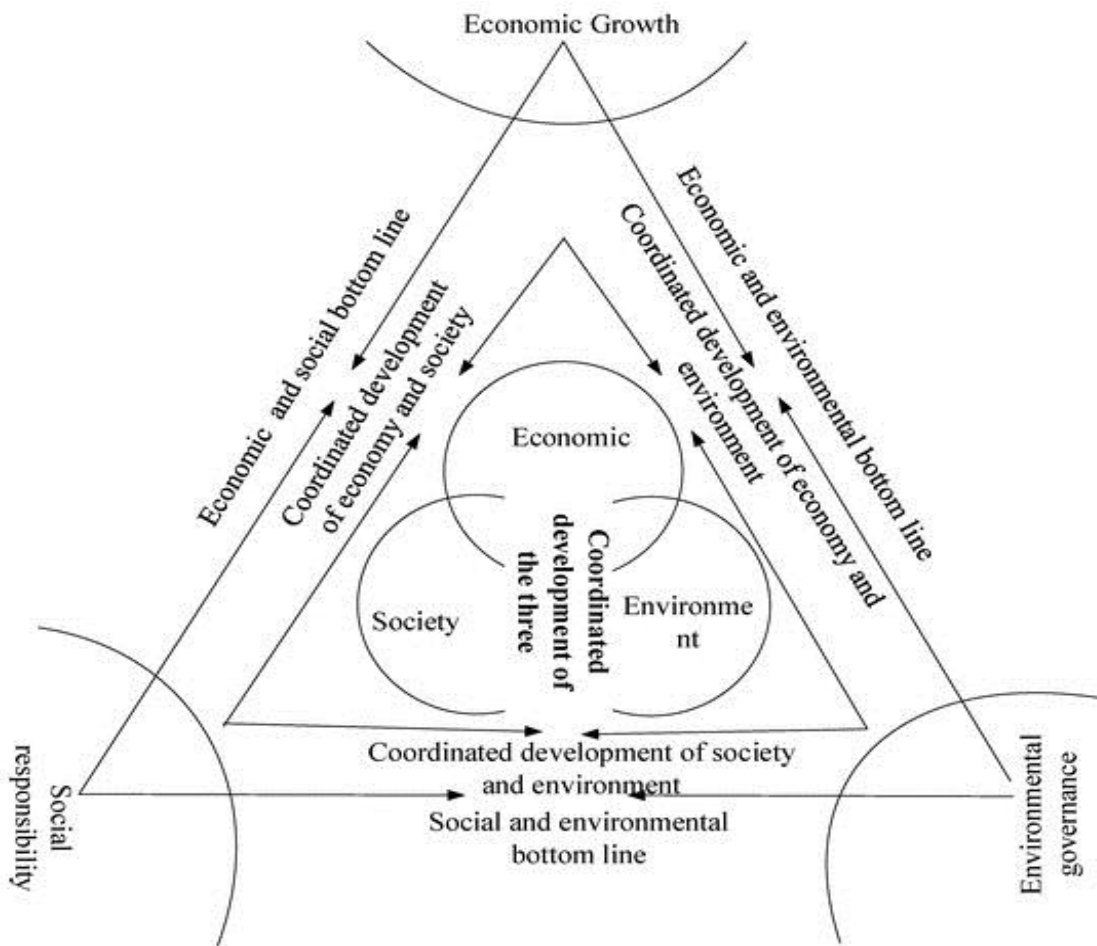 Economic Growth
Economic and social bottom line
Coordinated development
of economy and society
Economic and environmental bottom line
Coordinated development of economy and
environment
Economic
Society
Coordinated
development of
the three
Environme
nt
Coordinated development of society
and environment
Social and environmental
bottom line
Social
responsibility
Environmental
governance